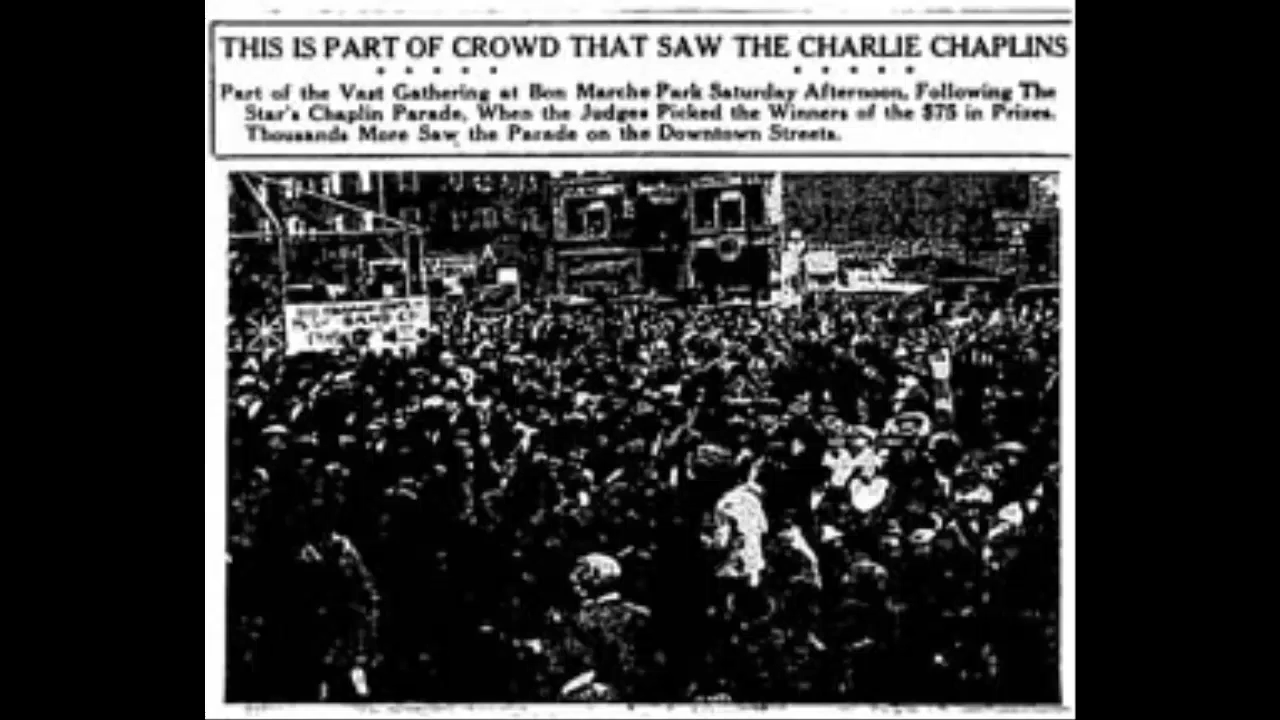 THIS IS PART OF CROWD THAT SAW THE CHARLIE CHAPLINS
Part of the Vast Gathering at Bon Marche Park Saturday Afternoon, Following The
Star's Chaplin Parade, When the Judges Picked the Winners of the $75 in Prizes.
Thousands More Saw the Parade on the Downtown Streets.